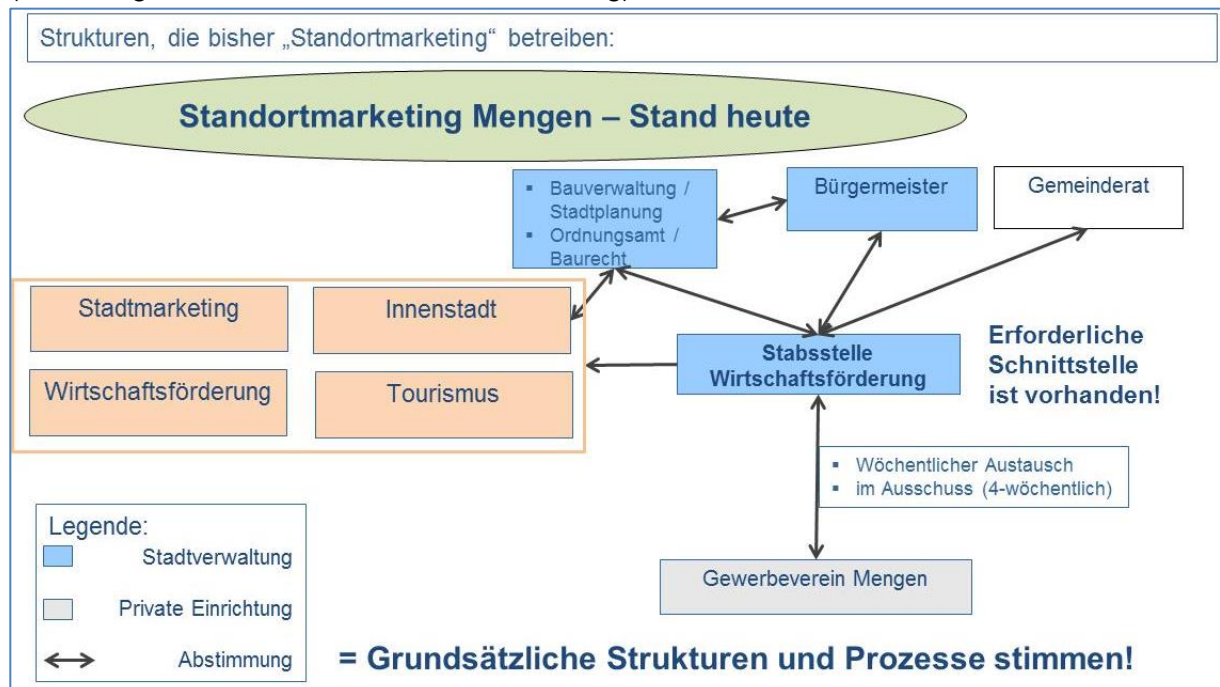 Strukturen, die bisher „Standortmarketing“ betreiben:
Standortmarketing Mengen – Stand heute
▪ Bauverwaltung /
Stadtplanung
▪ Ordnungsamt /
Baurecht
Bürgermeister
Gemeinderat
Stadtmarketing
Innenstadt
Wirtschaftsförderung
Tourismus
Stabsstelle
Wirtschaftsförderung
Erforderliche
Schnittstelle
ist vorhanden!
▪ Wöchentlicher Austausch
▪ im Ausschuss (4-wöchentlich)
Gewerbeverein Mengen
Legende:
Stadtverwaltung
Private Einrichtung
Abstimmung
= Grundsätzliche Strukturen und Prozesse stimmen!